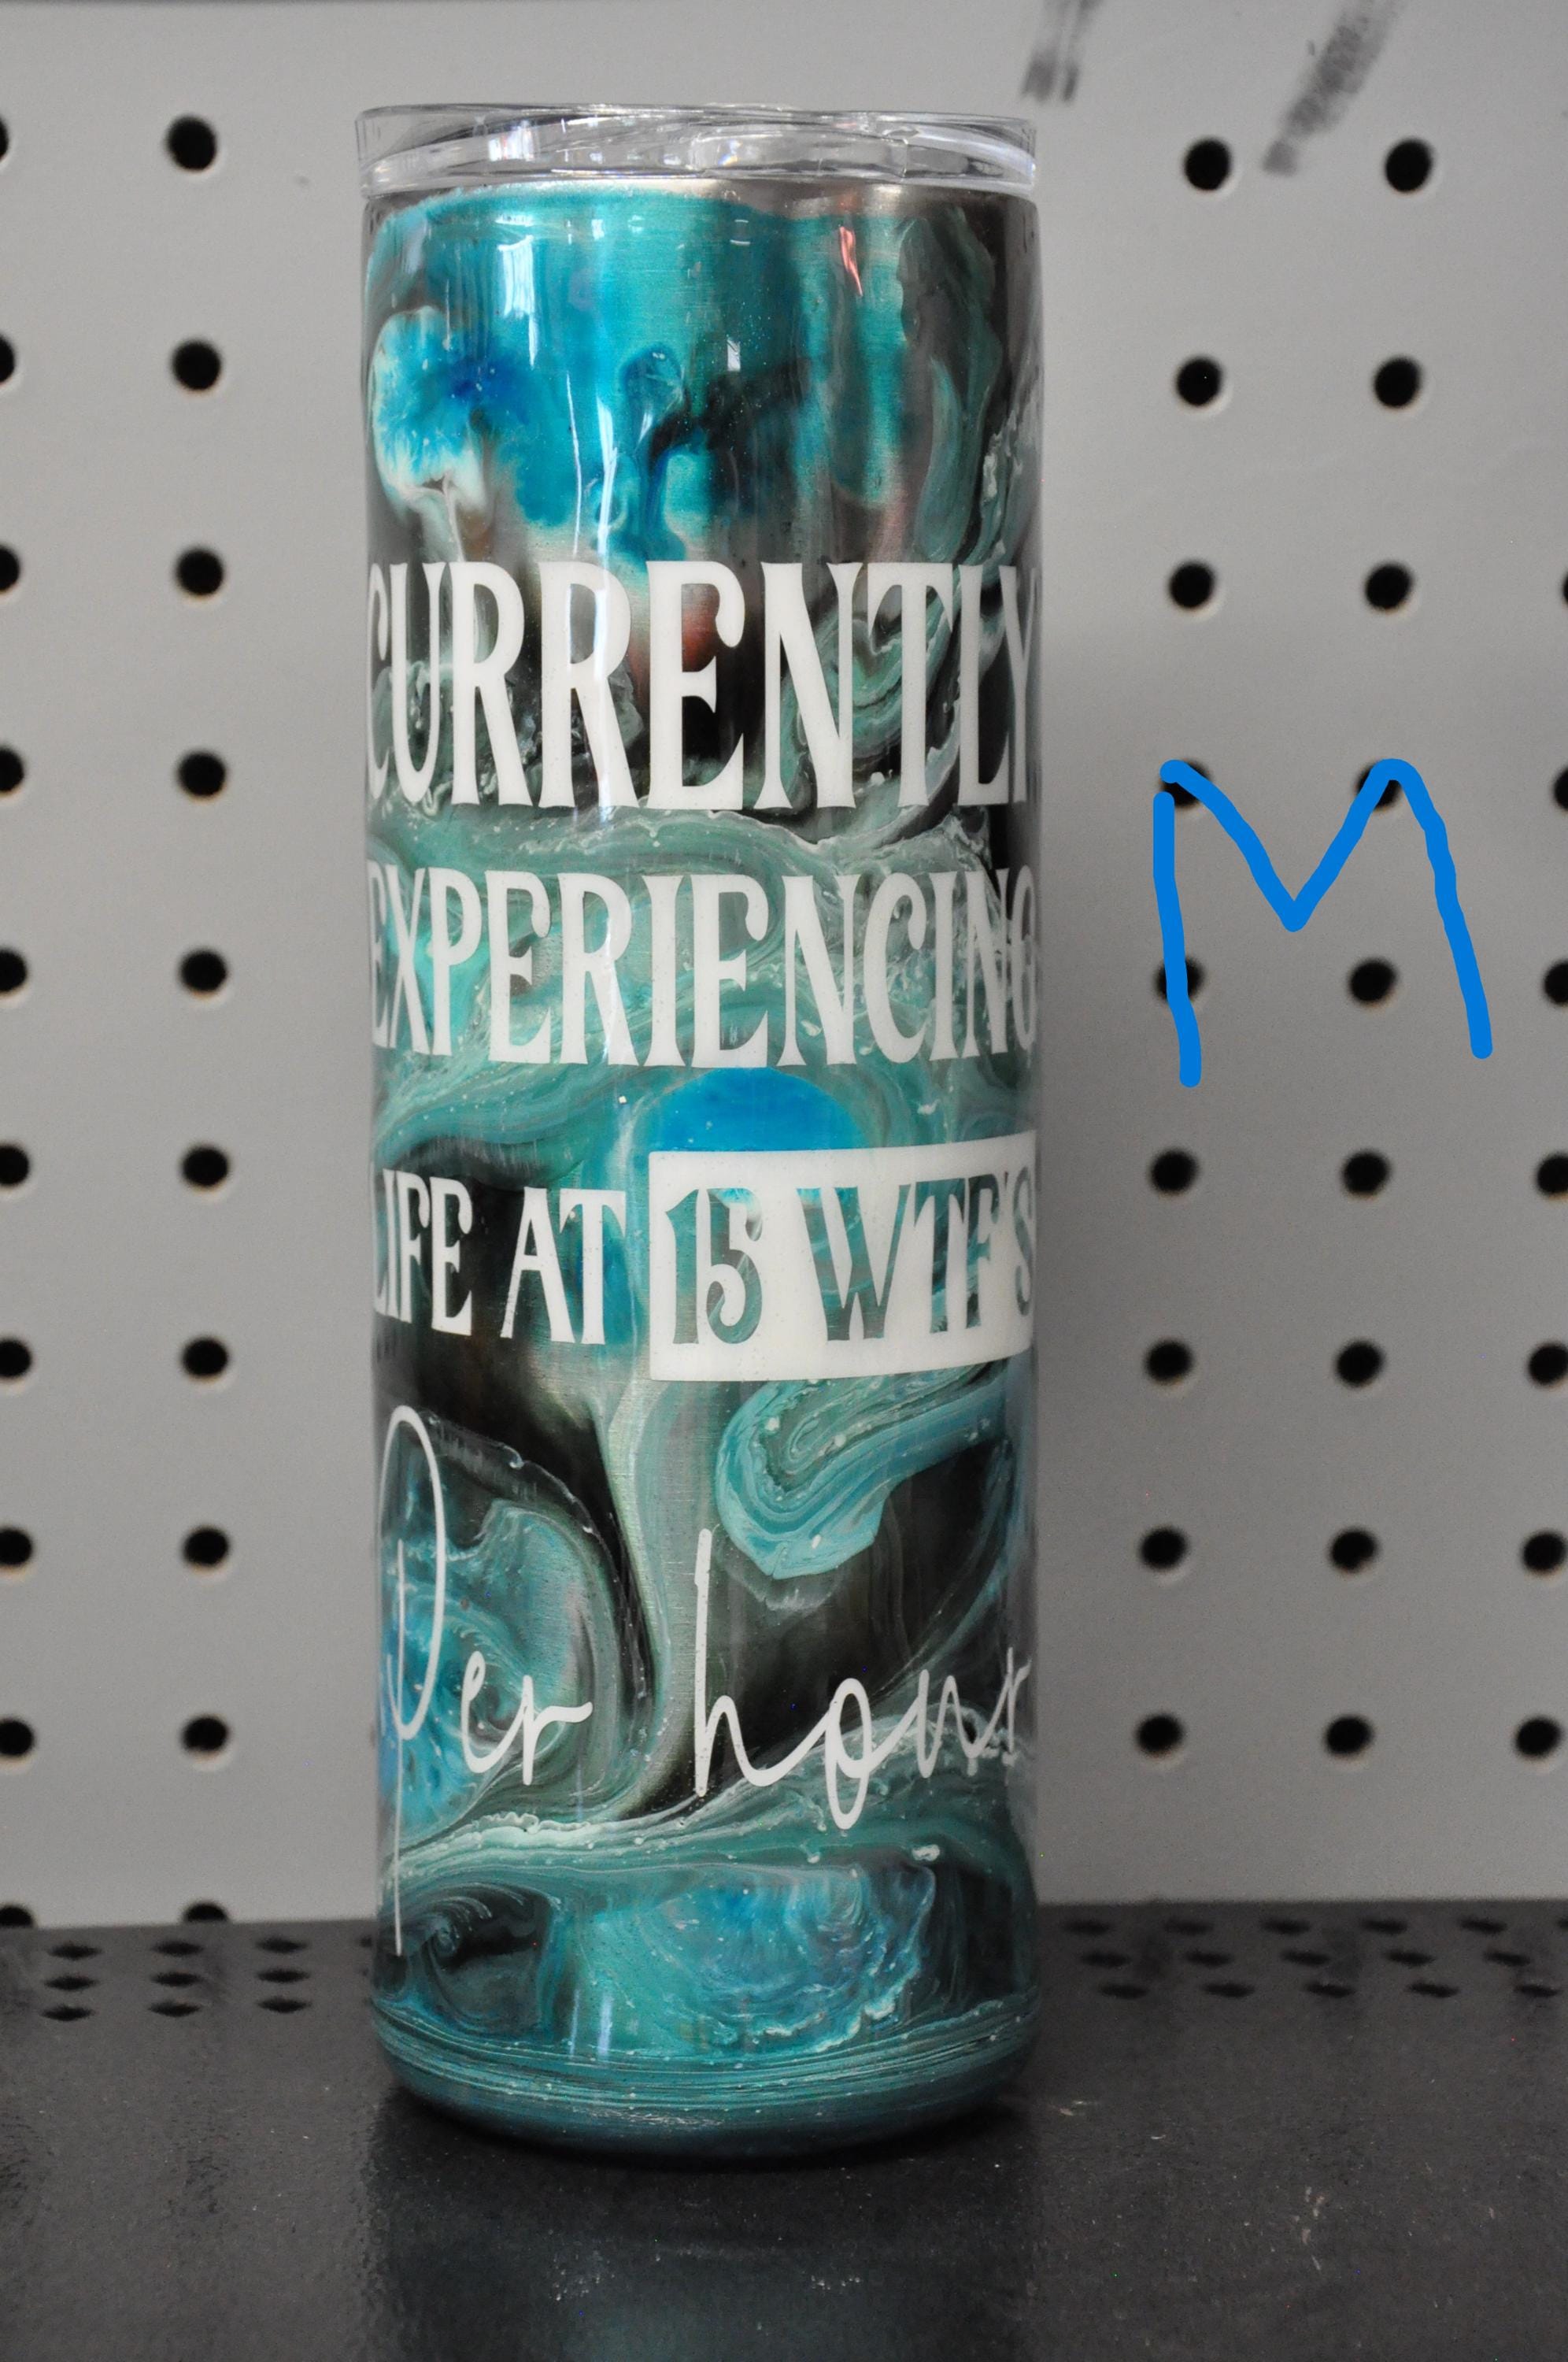 CURRENTLY
M
EXPERIENCING
LIFE AT 15 WTF'S
Per hour